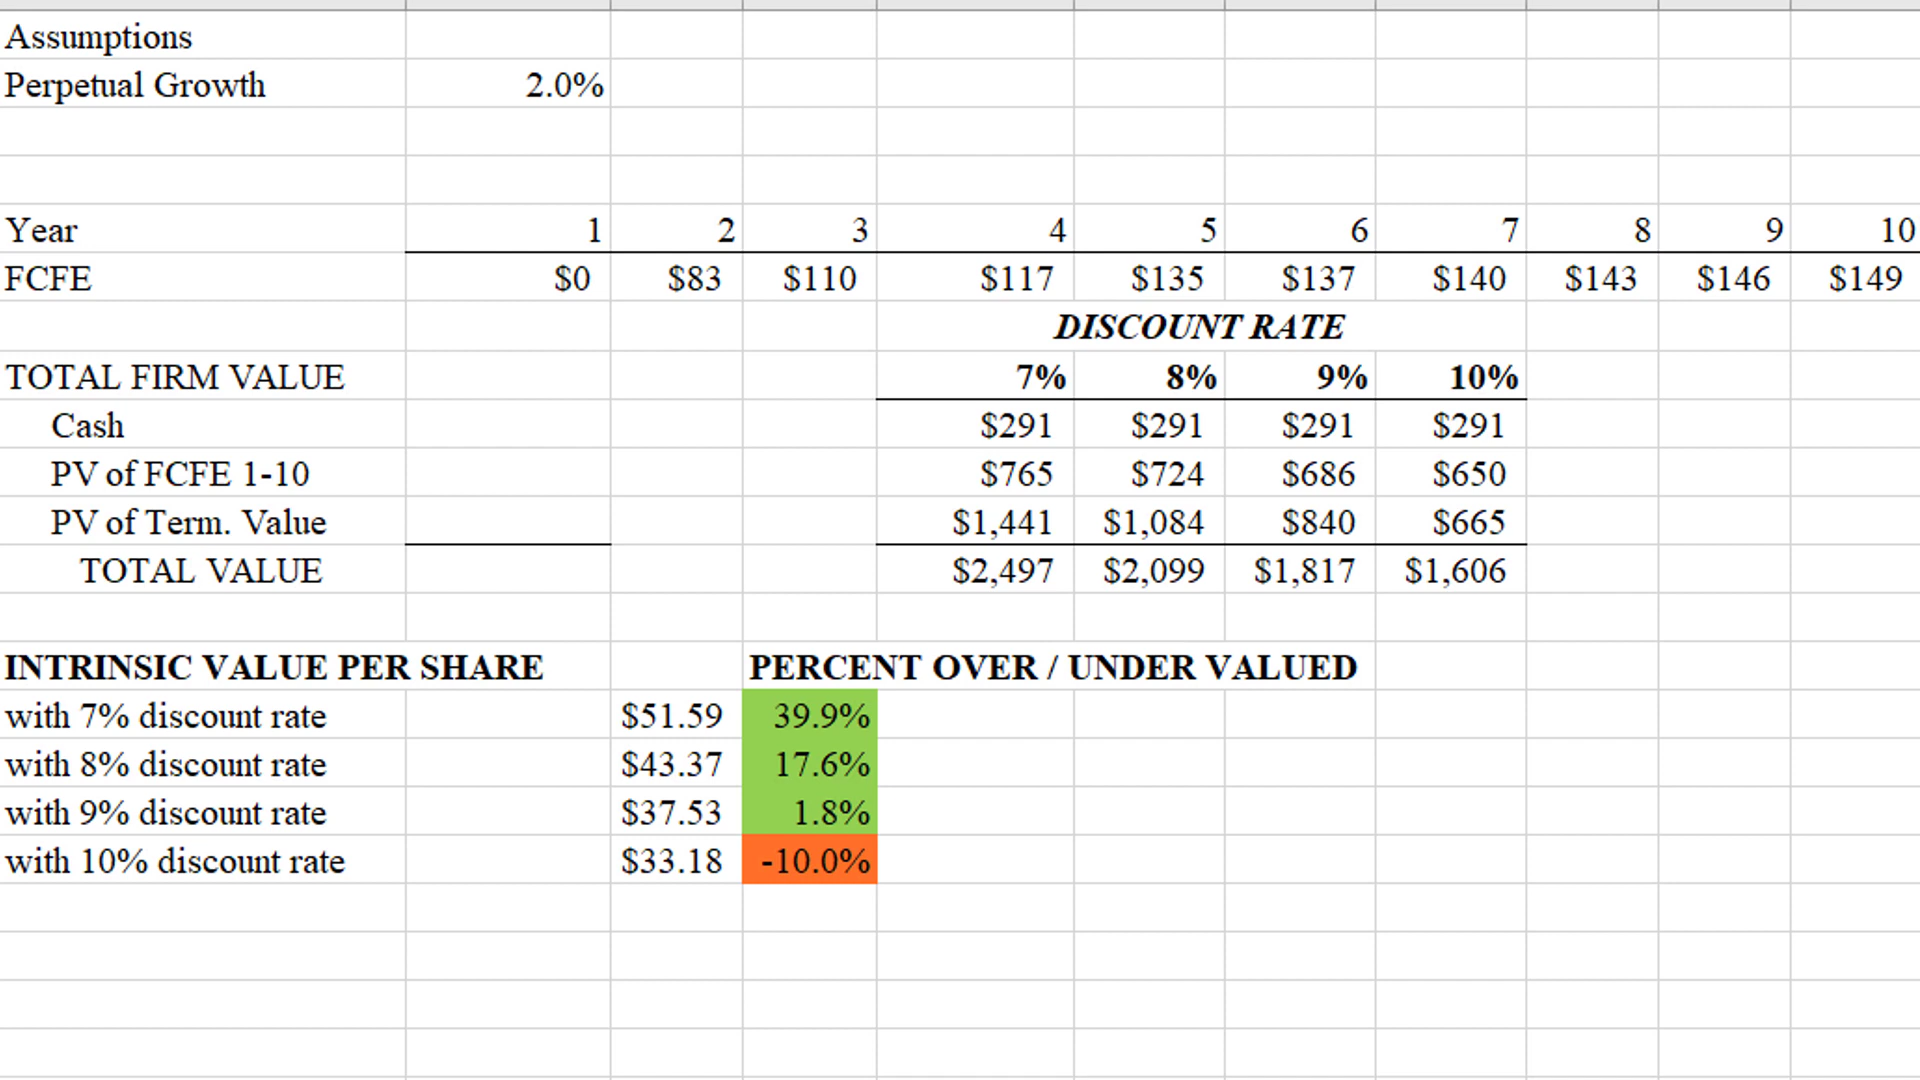 Assumptions
Perpetual Growth 2.0%
Year 1 2 3 4 5 6 7 8 9 10
FCFE $0 $83 $110 $117 $135 $137 $140 $143 $146 $149
DISCOUNT RATE
TOTAL FIRM VALUE 7% 8% 9% 10%
Cash $291 $291 $291 $291
PV of FCFE 1-10 $765 $724 $686 $650
PV of Term. Value $1,441 $1,084 $840 $665
TOTAL VALUE $2,497 $2,099 $1,817 $1,606
INTRINSIC VALUE PER SHARE PERCENT OVER / UNDER VALUED
with 7% discount rate $51.59 39.9%
with 8% discount rate $43.37 17.6%
with 9% discount rate $37.53 1.8%
with 10% discount rate $33.18 -10.0%